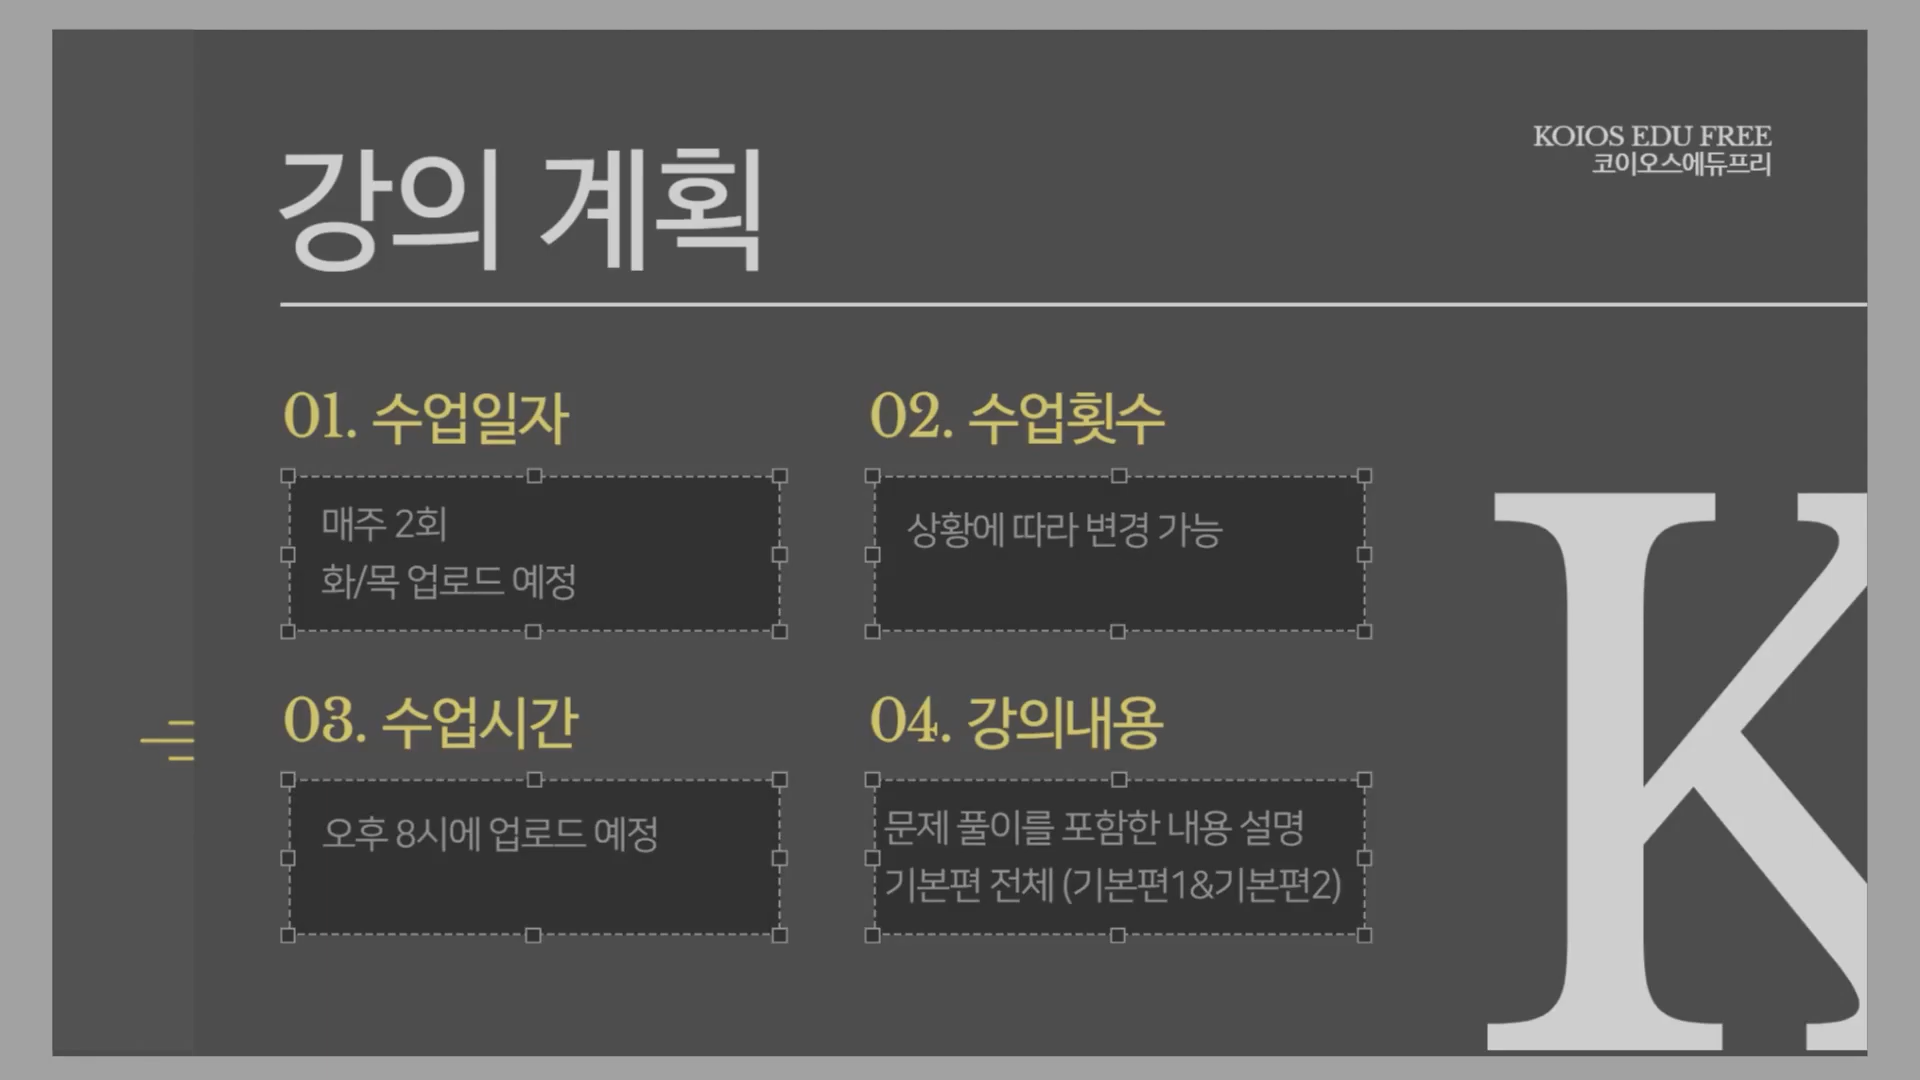 KOIOS EDU FREE
코이오스에듀프리
강의 계획
01. 수업일자
매주 2회
화/목 업로드 예정
02. 수업횟수
상황에 따라 변경 가능
03. 수업시간
오후 8시에 업로드 예정
04. 강의내용
문제 풀이를 포함한 내용 설명
기본편 전체 (기본편1&기본편2)
K